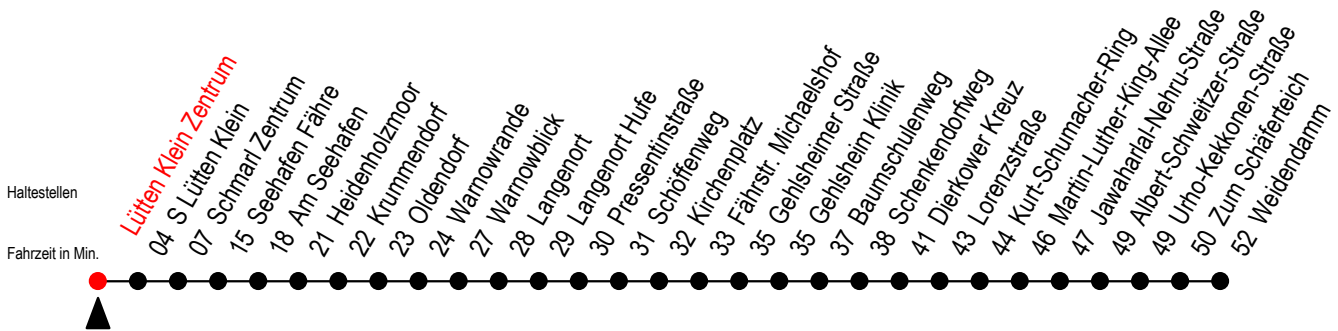 Haltestellen
Fahrzeit in Min.
Lütten Klein Zentrum
04 S Lütten Klein
07 Schmarl Zentrum
15 Seehafen Fähre
18 Am Seehafen
21 Heidenholzmoor
22 Krummendorf
23 Oldendorf
24 Warnowrande
27 Warnowblick
28 Langenort
29 Langenort Hufe
30 Pressentinstraße
31 Schöffenweg
32 Kirchenplatz
33 Fährstr. Michaelshof
35 Gehlsheimer Straße
35 Gehlsheim Klinik
37 Baumschulenweg
38 Schenkendorfweg
41 Dierkower Kreuz
43 Lorenzstraße
44 Kurt-Schumacher-Ring
46 Martin-Luther-King-Allee
47 Jawaharlal-Nehru-Straße
49 Albert-Schweitzer-Straße
49 Urho-Kekkonen-Straße
50 Zum Schäferteich
52 Weidendamm